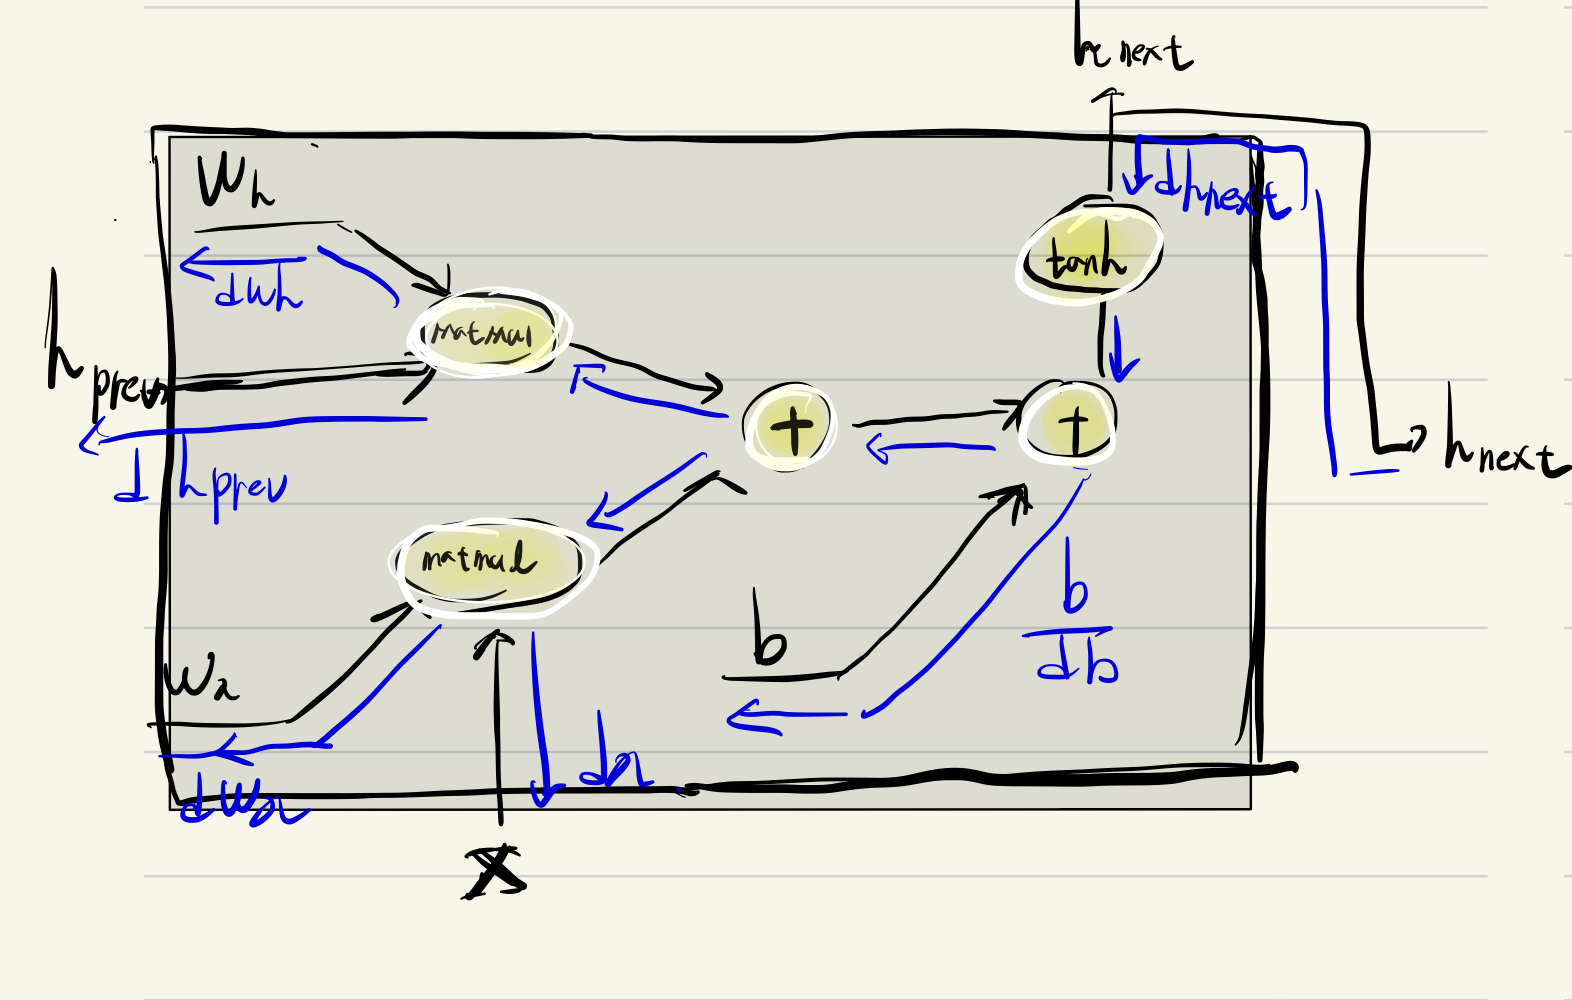 h next
Wh
dhnext
tanh
dwh
matmul
h prev
+
+
hnext
d hprev
matmul
b
b
db
Wx
dx
dWx
X